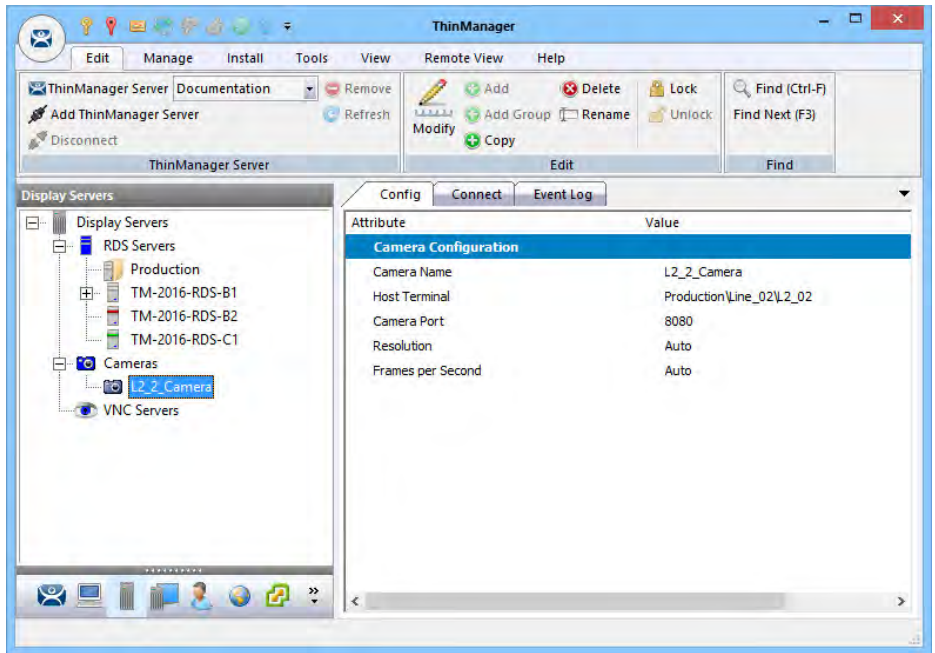 ThinManager
Edit Manage Install Tools View Remote View Help
ThinManager Server Documentation Remove Add Delete Lock Find (Ctrl-F)
Add ThinManager Server Refresh Modify Add Group Rename Unlock Find Next (F3)
Disconnect Copy
ThinManager Server Edit Find
Display Servers Config Connect Event Log
Display Servers Attribute Value
RDS Servers Camera Configuration
Production Camera Name L2_2_Camera
TM-2016-RDS-B1 Host Terminal Production\Line_02\L2_02
TM-2016-RDS-B2 Camera Port 8080
TM-2016-RDS-C1 Resolution Auto
Cameras Frames per Second Auto
L2_2_Camera
VNC Servers